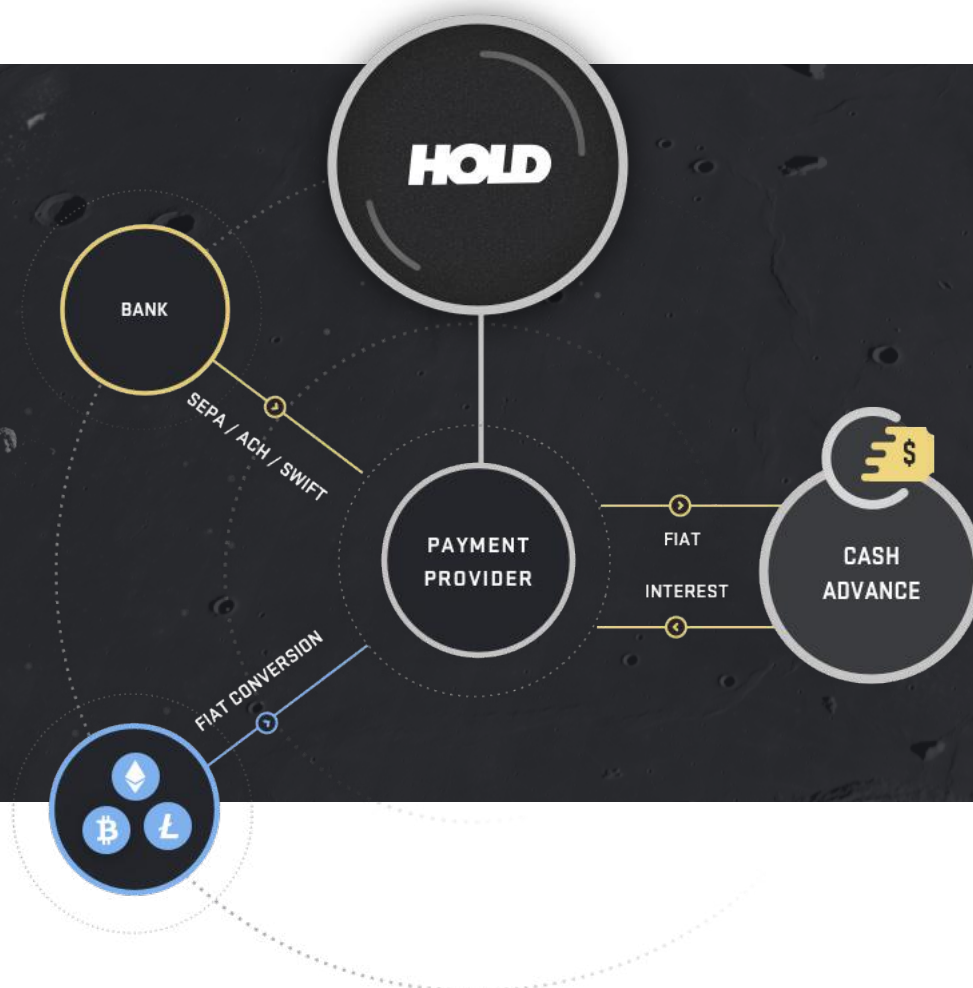 HOLD
BANK
SEPA / ACH / SWIFT
PAYMENT
PROVIDER
FIAT
INTEREST
$
CASH
ADVANCE
FIAT CONVERSION